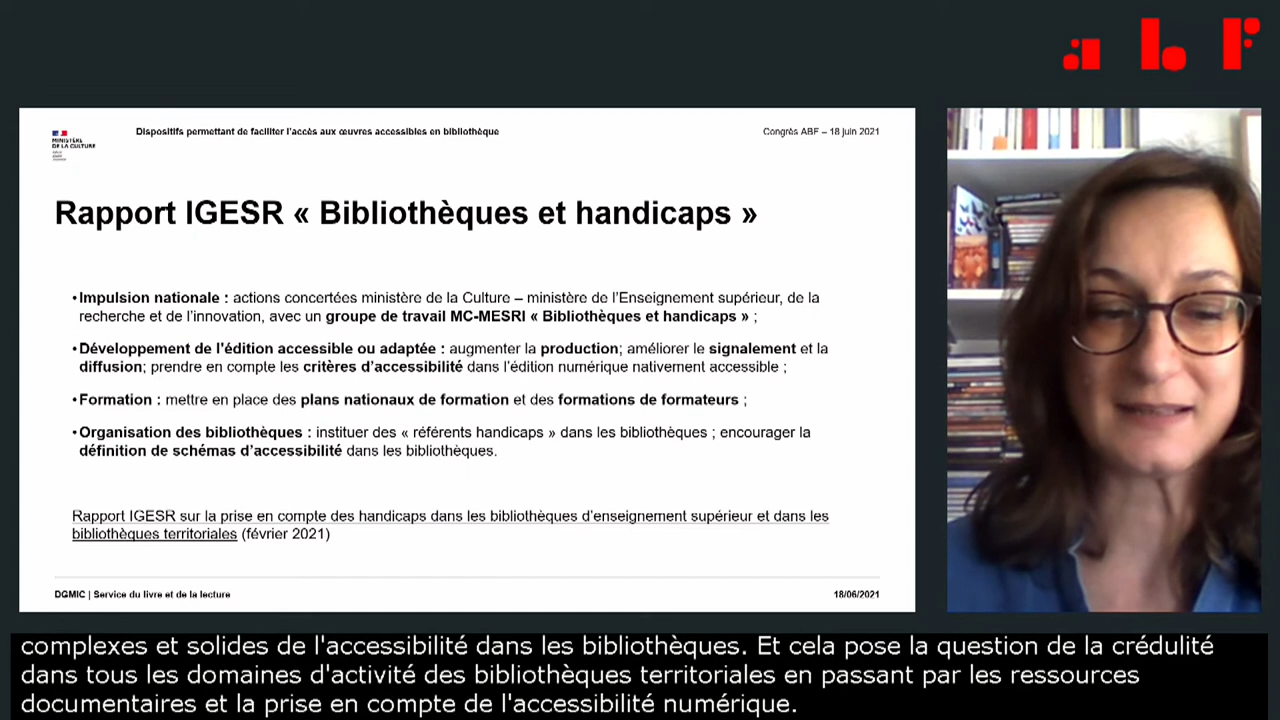 abf
MINISTÈRE
DE LA CULTURE
Dispositifs permettant de faciliter l'accès aux œuvres accessibles en bibliothèque
Congrès ABF – 18 juin 2021
Rapport IGESR « Bibliothèques et handicaps »
•Impulsion nationale : actions concertées ministère de la Culture – ministère de l'Enseignement supérieur, de la
recherche et de l'innovation, avec un groupe de travail MC-MESRI « Bibliothèques et handicaps » ;
•Développement de l'édition accessible ou adaptée : augmenter la production; améliorer le signalement et la
diffusion; prendre en compte les critères d'accessibilité dans l'édition numérique nativement accessible ;
•Formation : mettre en place des plans nationaux de formation et des formations de formateurs ;
•Organisation des bibliothèques : instituer des « référents handicaps » dans les bibliothèques ; encourager la
définition de schémas d'accessibilité dans les bibliothèques.
Rapport IGESR sur la prise en compte des handicaps dans les bibliothèques d'enseignement supérieur et dans les
bibliothèques territoriales (février 2021)
DGMIC | Service du livre et de la lecture
18/06/2021
complexes et solides de l'accessibilité dans les bibliothèques. Et cela pose la question de la crédulité
dans tous les domaines d'activité des bibliothèques territoriales en passant par les ressources
documentaires et la prise en compte de l'accessibilité numérique.